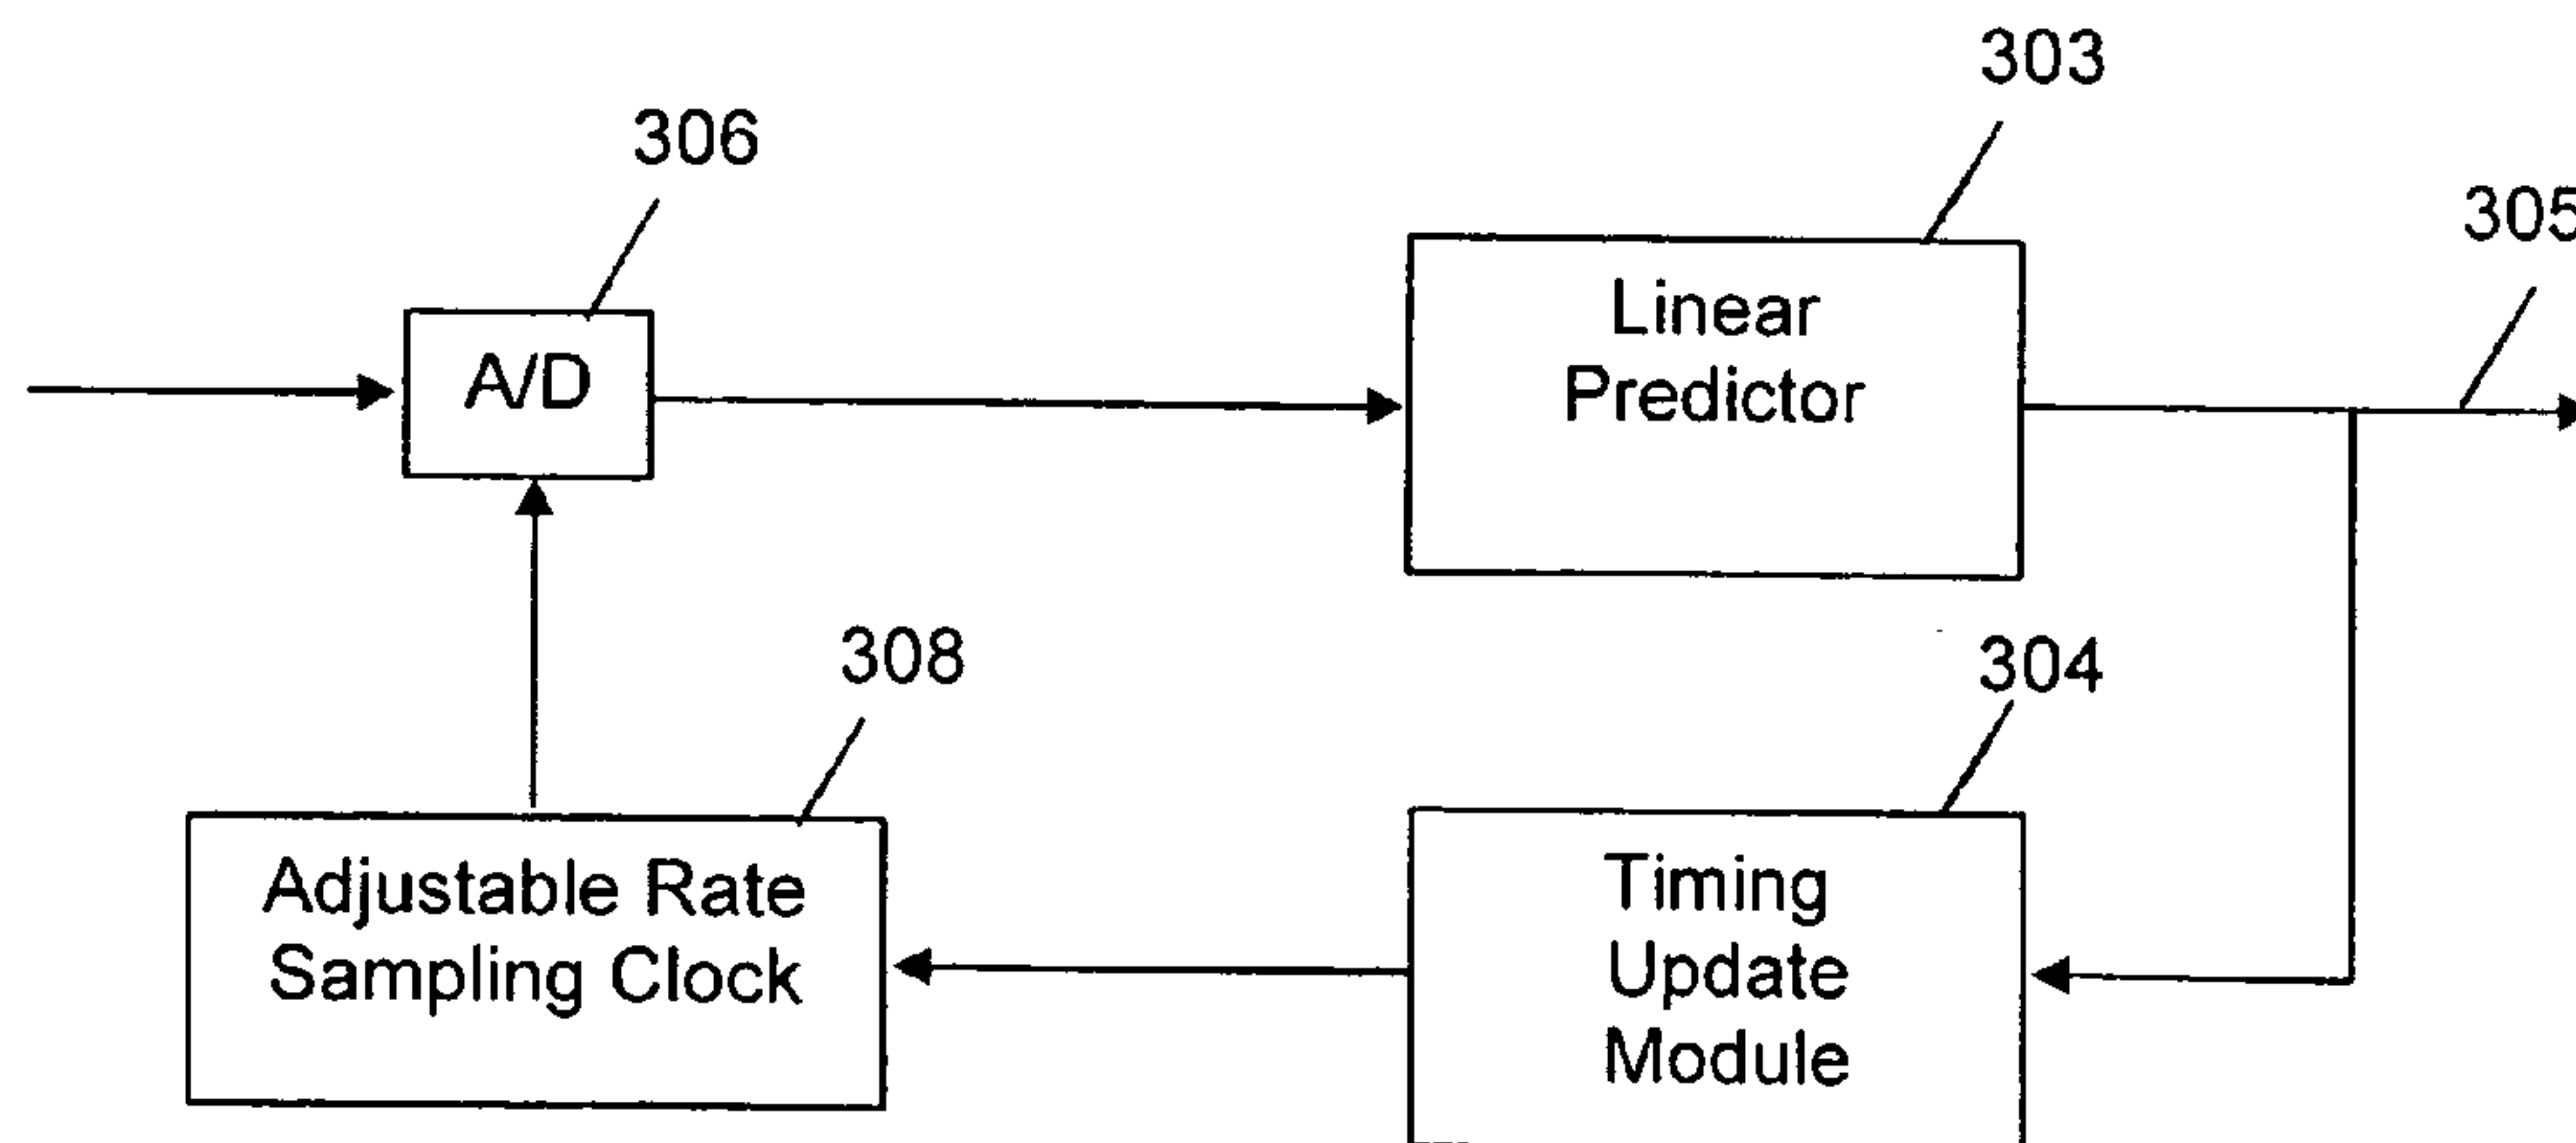 303
306
305
Linear
Predictor
A/D
308
304
Adjustable Rate
Sampling Clock
Timing
Update
Module